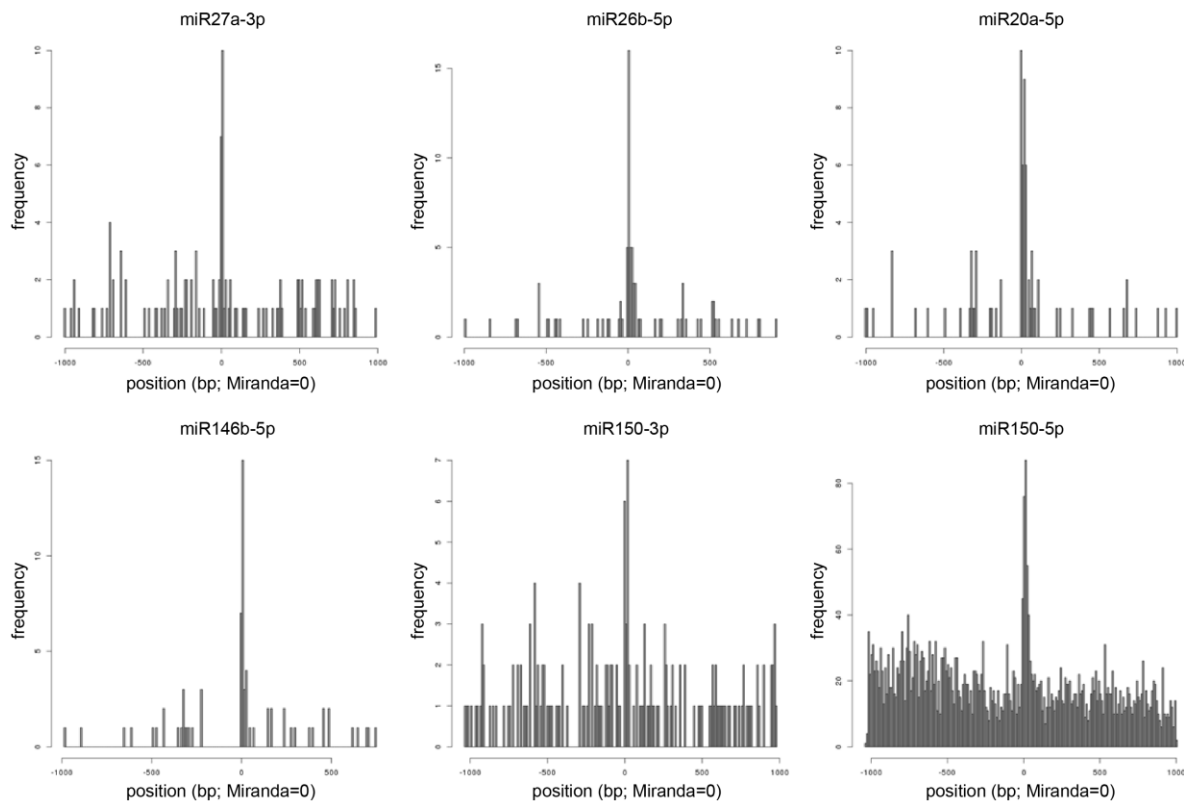 miR27a-3p
frequency
0 2 4 6 8 10
-1000 -500 0 500 1000
position (bp; Miranda=0)
miR26b-5p
frequency
0 5 10 15
-1000 -500 0 500
position (bp; Miranda=0)
miR20a-5p
frequency
0 2 4 6 8 10
-1000 -500 0 500 1000
position (bp; Miranda=0)
miR146b-5p
frequency
0 5 10 15
-1000 -500 0 500
position (bp; Miranda=0)
miR150-3p
frequency
0 1 2 3 4 5 6 7
-1000 -500 0 500 1000
position (bp; Miranda=0)
miR150-5p
frequency
0 20 40 60 80
-1000 -500 0 500 1000
position (bp; Miranda=0)